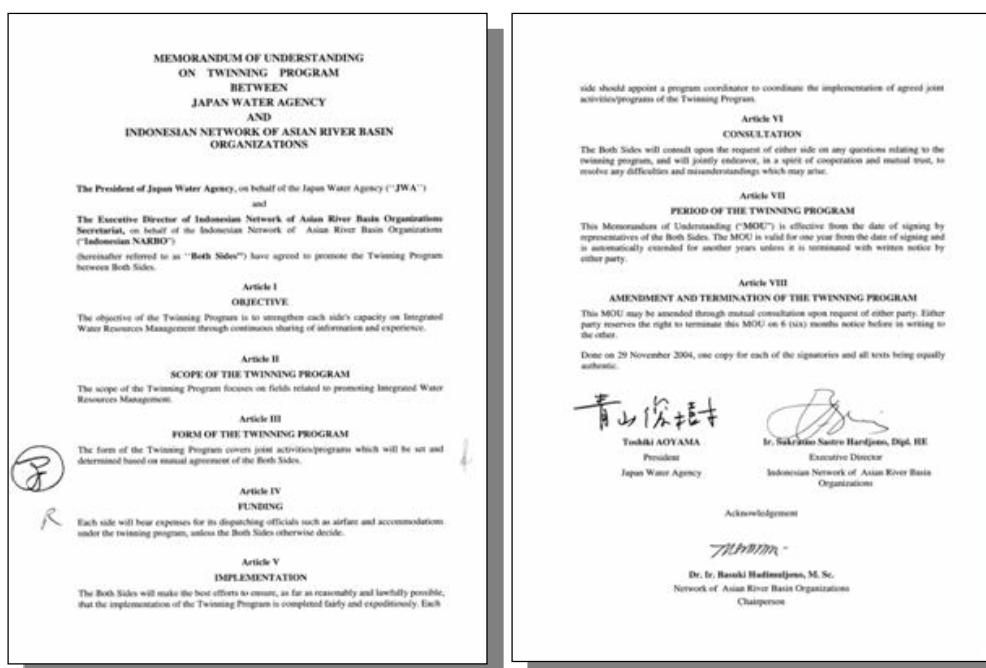 MEMORANDUM OF UNDERSTANDING
ON TWINNING PROGRAM
BETWEEN
JAPAN WATER AGENCY
AND
INDONESIAN NETWORK OF ASIAN RIVER BASIN
ORGANIZATIONS
The President of Japan Water Agency, on behalf of the Japan Water Agency ("JWA")
and
The Executive Director of Indonesian Network of Asian River Basin Organizations
Secretariat, on behalf of the Indonesian Network of Asian River Basin Organizations
("Indonesian NARBO")
(hereinafter referred to as "Both Sides") have agreed to promote the Twinning Program
between Both Sides.
Article I
OBJECTIVE
The objective of the Twinning Program is to strengthen each side's capacity on Integrated
Water Resources Management through continuous sharing of information and experience.
Article II
SCOPE OF THE TWINNING PROGRAM
The scope of the Twinning Program focuses on fields related to promoting Integrated Water
Resources Management.
Article III
FORM OF THE TWINNING PROGRAM
The form of the Twinning Program covers joint activities/programs which will be set and
determined based on mutual agreement of the Both Sides.
R
Article IV
FUNDING
Each side will bear expenses for its dispatching officials such as airfare and accommodations
under the twinning program, unless the Both Sides otherwise decide.
Article V
IMPLEMENTATION
The Both Sides will make the best efforts to ensure, as far as reasonably and lawfully possible,
that the implementation of the Twinning Program is completed fairly and expeditiously. Each
side should appoint a program coordinator to coordinate the implementation of agreed joint
activities/programs of the Twinning Program.
Article VI
CONSULTATION
The Both Sides will consult upon the request of either side on any questions relating to the
twinning program, and will jointly endeavor, in a spirit of cooperation and mutual trust, to
resolve any difficulties and misunderstandings which may arise.
Article VII
PERIOD OF THE TWINNING PROGRAM
This Memorandum of Understanding ("MOU") is effective from the date of signing by
representatives of the Both Sides. The MOU is valid for one year from the date of signing and
is automatically extended for another years unless it is terminated with written notice by
either party.
Article VIII
AMENDMENT AND TERMINATION OF THE TWINNING PROGRAM
This MOU may be amended through mutual consultation upon request of either party. Either
party reserves the right to terminate this MOU on 6 (six) months notice before in writing to
the other.
Done on 29 November 2004, one copy for each of the signatories and all texts being equally
authentic.
青山俊樹
Toshiki AOYAMA
President
Japan Water Agency
Ir. Sukrasno Sastro Hardjono, Dipl. HE
Executive Director
Indonesian Network of Asian River Basin
Organizations
Acknowledgement
Dr. Ir. Basuki Hadimuljono, M. Sc.
Network of Asian River Basin Organizations
Chairperson